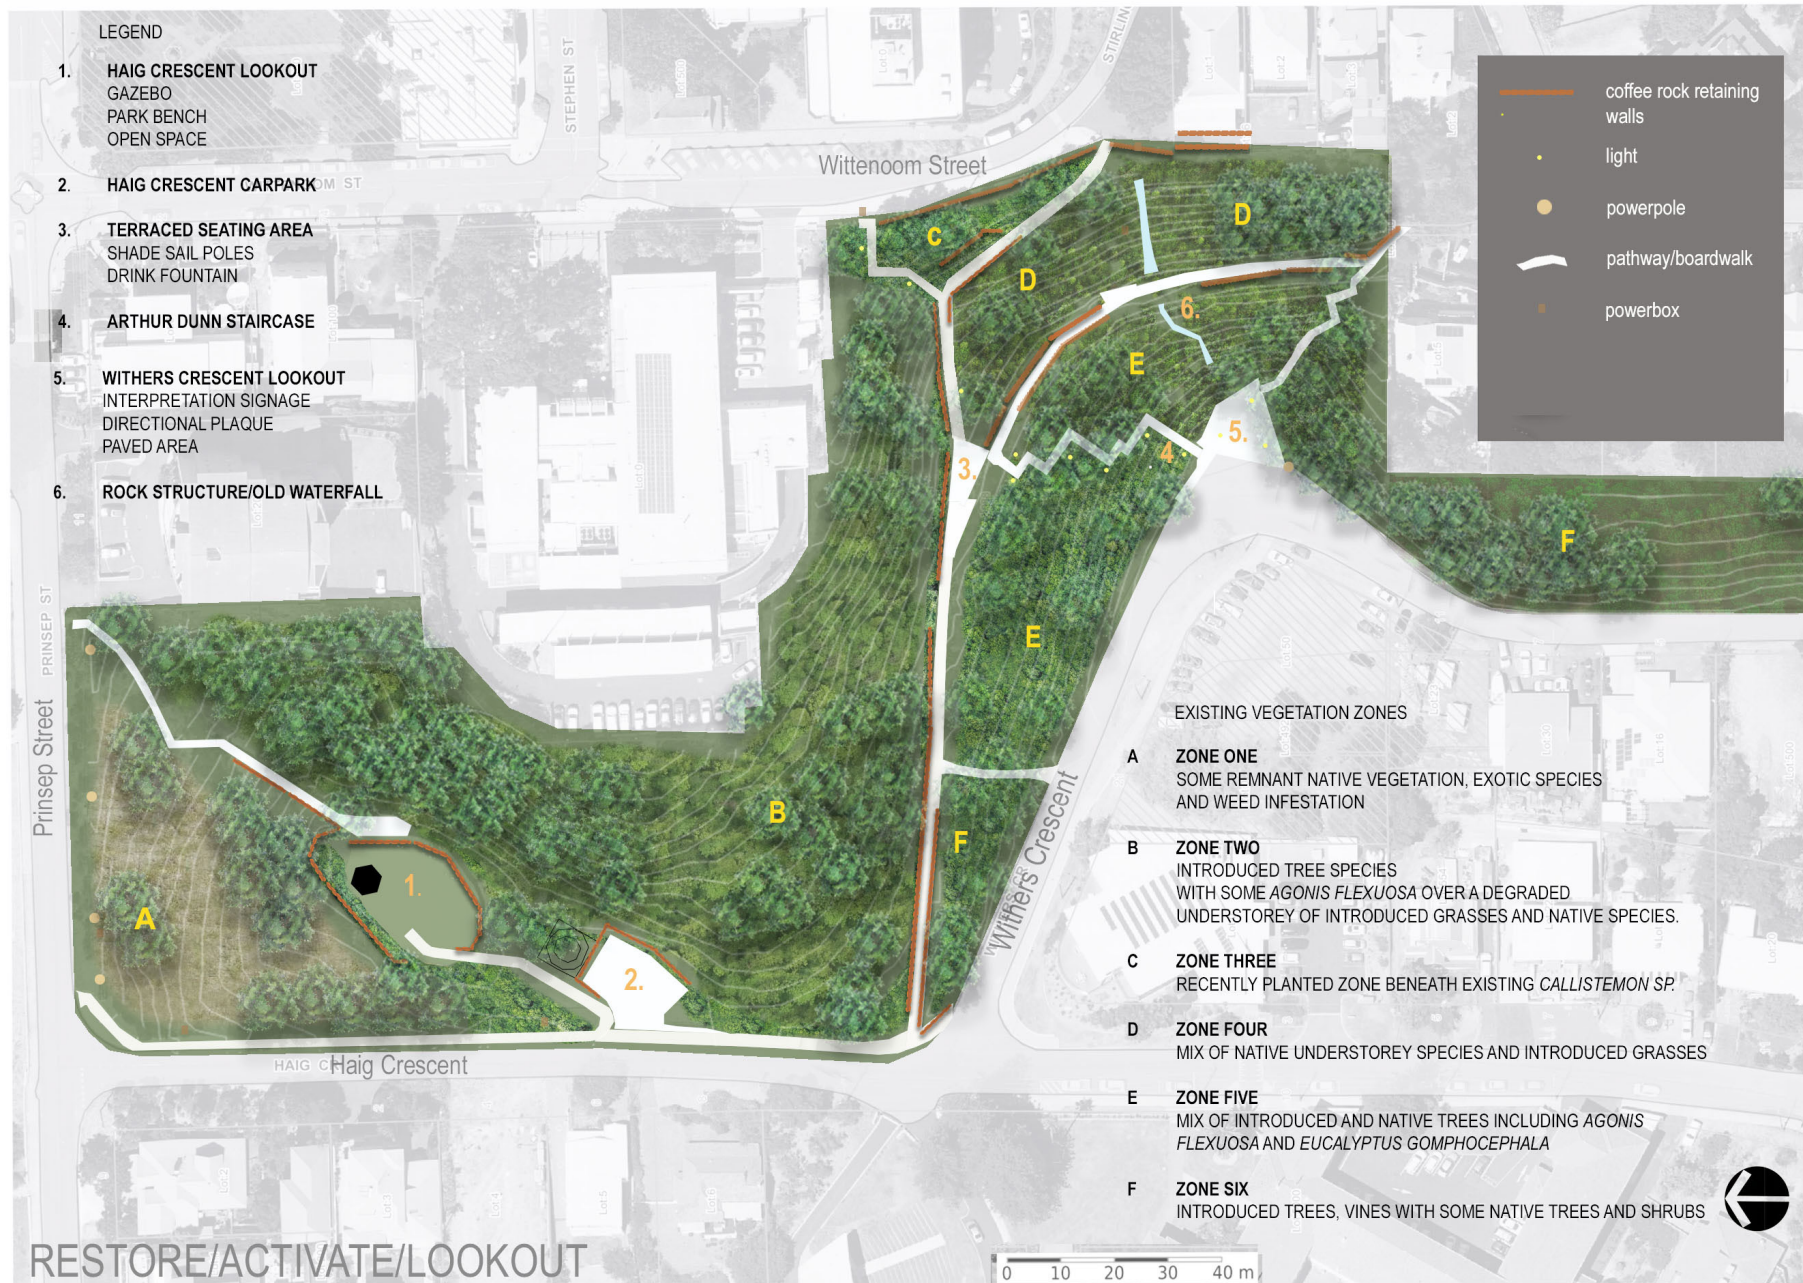 LEGEND
1. HAIG CRESCENT LOOKOUT
GAZEBO
PARK BENCH
OPEN SPACE
2. HAIG CRESCENT CARPARK
3. TERRACED SEATING AREA
SHADE SAIL POLES
DRINK FOUNTAIN
4. ARTHUR DUNN STAIRCASE
5. WITHERS CRESCENT LOOKOUT
INTERPRETATION SIGNAGE
DIRECTIONAL PLAQUE
PAVED AREA
6. ROCK STRUCTURE/OLD WATERFALL
coffee rock retaining
walls
light
powerpole
pathway/boardwalk
powerbox
STEPHEN ST
STIRLIN
OM ST
Wittenoom Street
PRINSEP ST
Prinsep Street
HAIG CR
Haig Crescent
Withers Crescent
C
D
D
E
6.
5.
4
3.
F
E
B
F
A
1.
2.
EXISTING VEGETATION ZONES
A ZONE ONE
SOME REMNANT NATIVE VEGETATION, EXOTIC SPECIES
AND WEED INFESTATION
B ZONE TWO
INTRODUCED TREE SPECIES
WITH SOME AGONIS FLEXUOSA OVER A DEGRADED
UNDERSTOREY OF INTRODUCED GRASSES AND NATIVE SPECIES.
C ZONE THREE
RECENTLY PLANTED ZONE BENEATH EXISTING CALLISTEMON SP.
D ZONE FOUR
MIX OF NATIVE UNDERSTOREY SPECIES AND INTRODUCED GRASSES
E ZONE FIVE
MIX OF INTRODUCED AND NATIVE TREES INCLUDING AGONIS
FLEXUOSA AND EUCALYPTUS GOMPHOCEPHALA
F ZONE SIX
INTRODUCED TREES, VINES WITH SOME NATIVE TREES AND SHRUBS
RESTORE/ACTIVATE/LOOKOUT
0 10 20 30 40 m